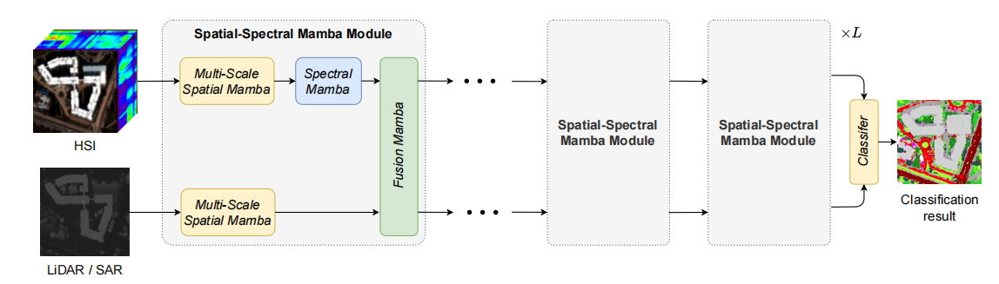 Spatial-Spectral Mamba Module
Multi-Scale
Spatial Mamba
Spectral
Mamba
Fusion Mamba
Multi-Scale
Spatial Mamba
HSI
LiDAR / SAR
Spatial-Spectral
Mamba Module
Spatial-Spectral
Mamba Module
×L
Classifer
Classification
result